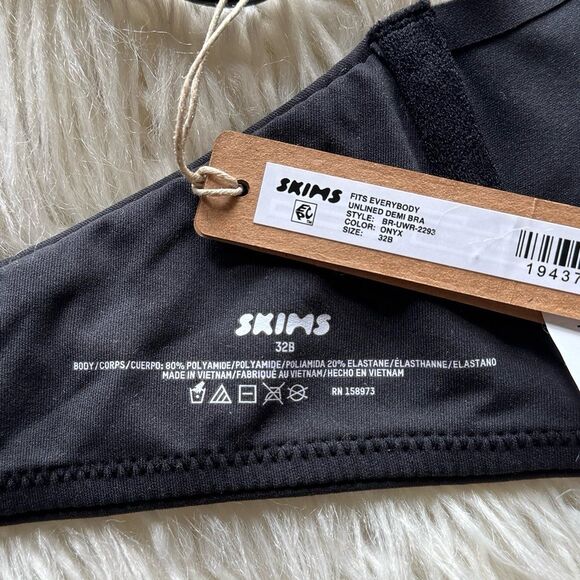 SKIMS
FITS EVERYBODY
UNLINED DEMI BRA
STYLE: BR-UWR-2293
COLOR: ONYX
SIZE: 32B
19437
SKIMS
32B
BODY/CORPS/CUERPO: 80% POLYAMIDE/POLYAMIDE/POLIAMIDA 20% ELASTANE/ÉLASTHANNE/ELASTANO
MADE IN VIETNAM/FABRIQUÉ AU VIETNAM/HECHO EN VIETNAM
RN 158973